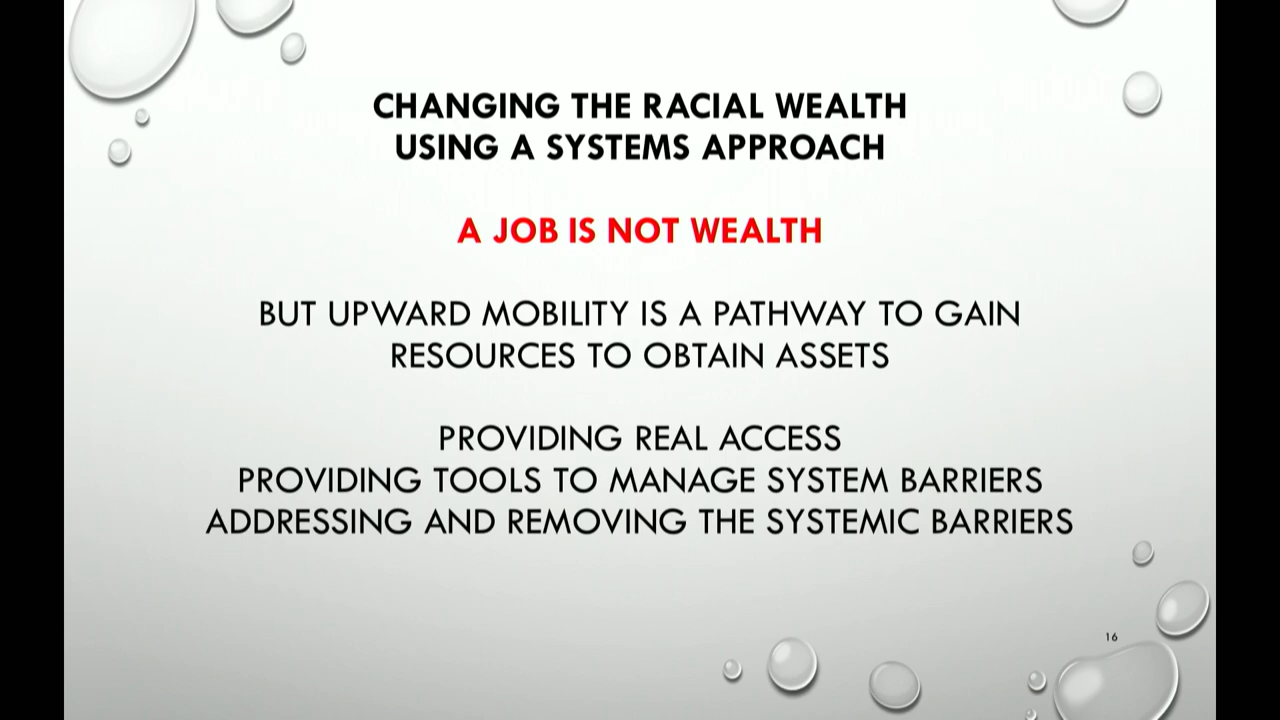 CHANGING THE RACIAL WEALTH
USING A SYSTEMS APPROACH
A JOB IS NOT WEALTH
BUT UPWARD MOBILITY IS A PATHWAY TO GAIN
RESOURCES TO OBTAIN ASSETS
PROVIDING REAL ACCESS
PROVIDING TOOLS TO MANAGE SYSTEM BARRIERS
ADDRESSING AND REMOVING THE SYSTEMIC BARRIERS
16